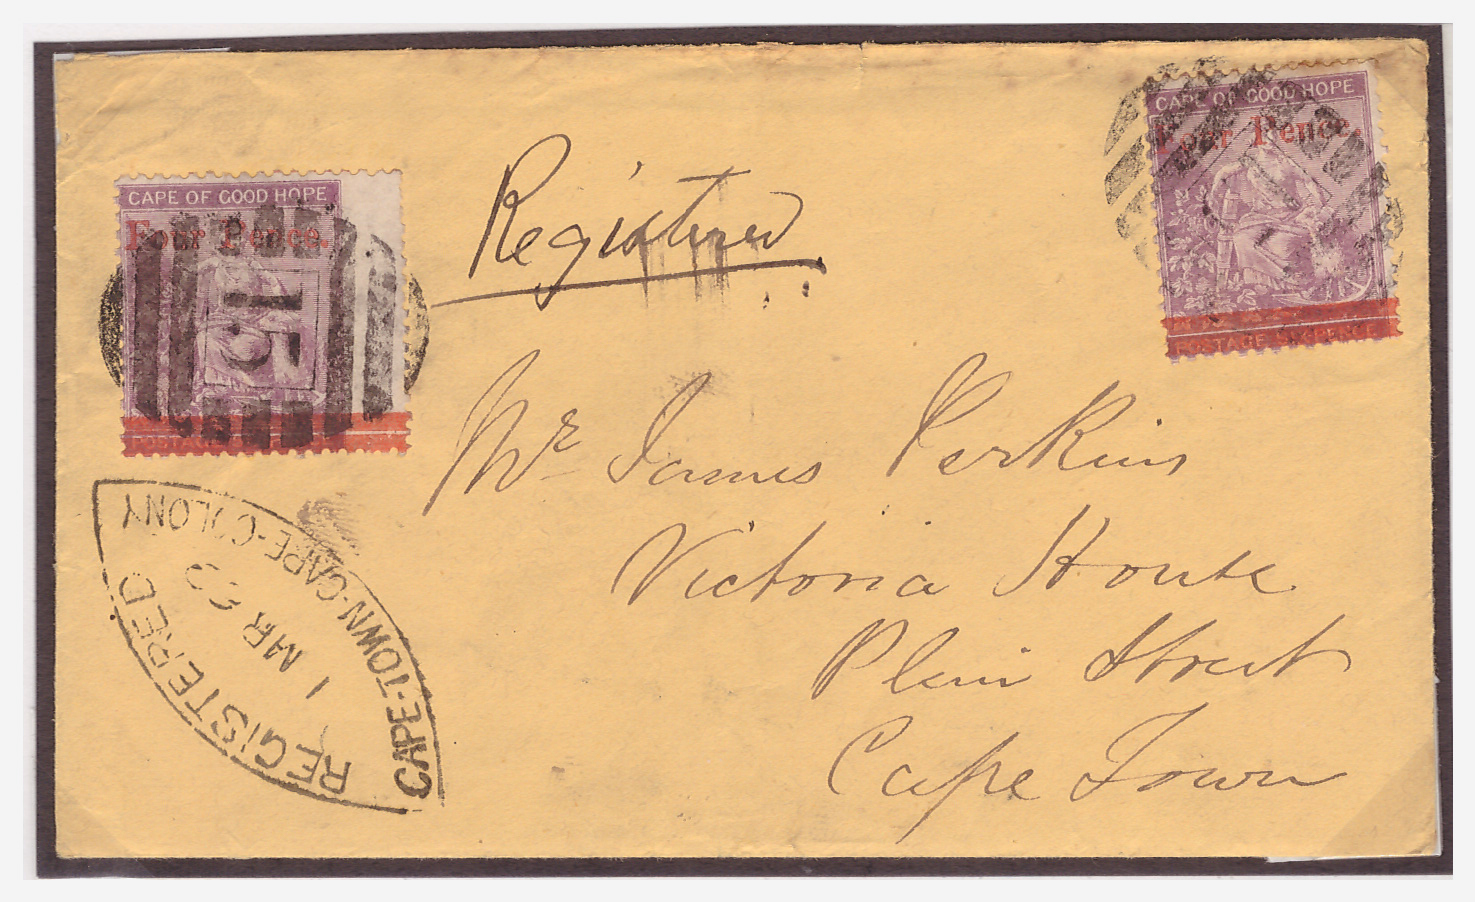 CAPE OF GOOD HOPE
Four Pence.
15
POSTAGE
CAPE OF GOOD HOPE
Four Pence.
POSTAGE SIXPENCE
Registered
Mr James Perkins
Victoria House
Plein Street
Cape Town
CAPE-TOWN-CAPE-COLONY
1 MR
REGISTERED